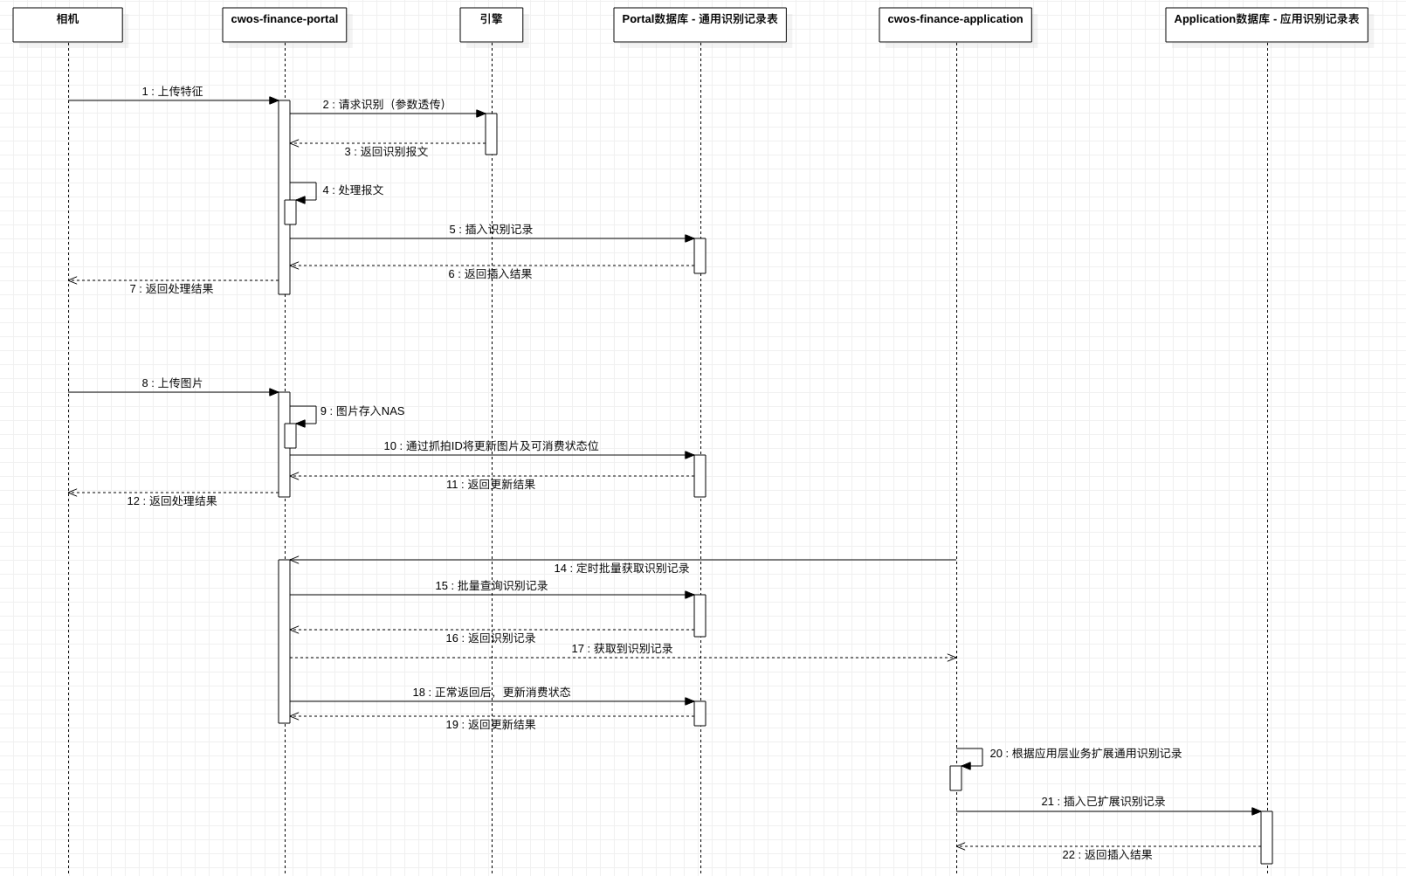 相机
cwos-finance-portal
引擎
Portal数据库 - 通用识别记录表
cwos-finance-application
Application数据库 - 应用识别记录表
1 : 上传特征
2 : 请求识别（参数透传）
3 : 返回识别报文
4 : 处理报文
5 : 插入识别记录
6 : 返回插入结果
7 : 返回处理结果
8 : 上传图片
9 : 图片存入NAS
10 : 通过抓拍ID将更新图片及可消费状态位
11 : 返回更新结果
12 : 返回处理结果
14 : 定时批量获取识别记录
15 : 批量查询识别记录
16 : 返回识别记录
17 : 获取到识别记录
18 : 正常返回后，更新消费状态
19 : 返回更新结果
20 : 根据应用层业务扩展通用识别记录
21 : 插入已扩展识别记录
22 : 返回插入结果